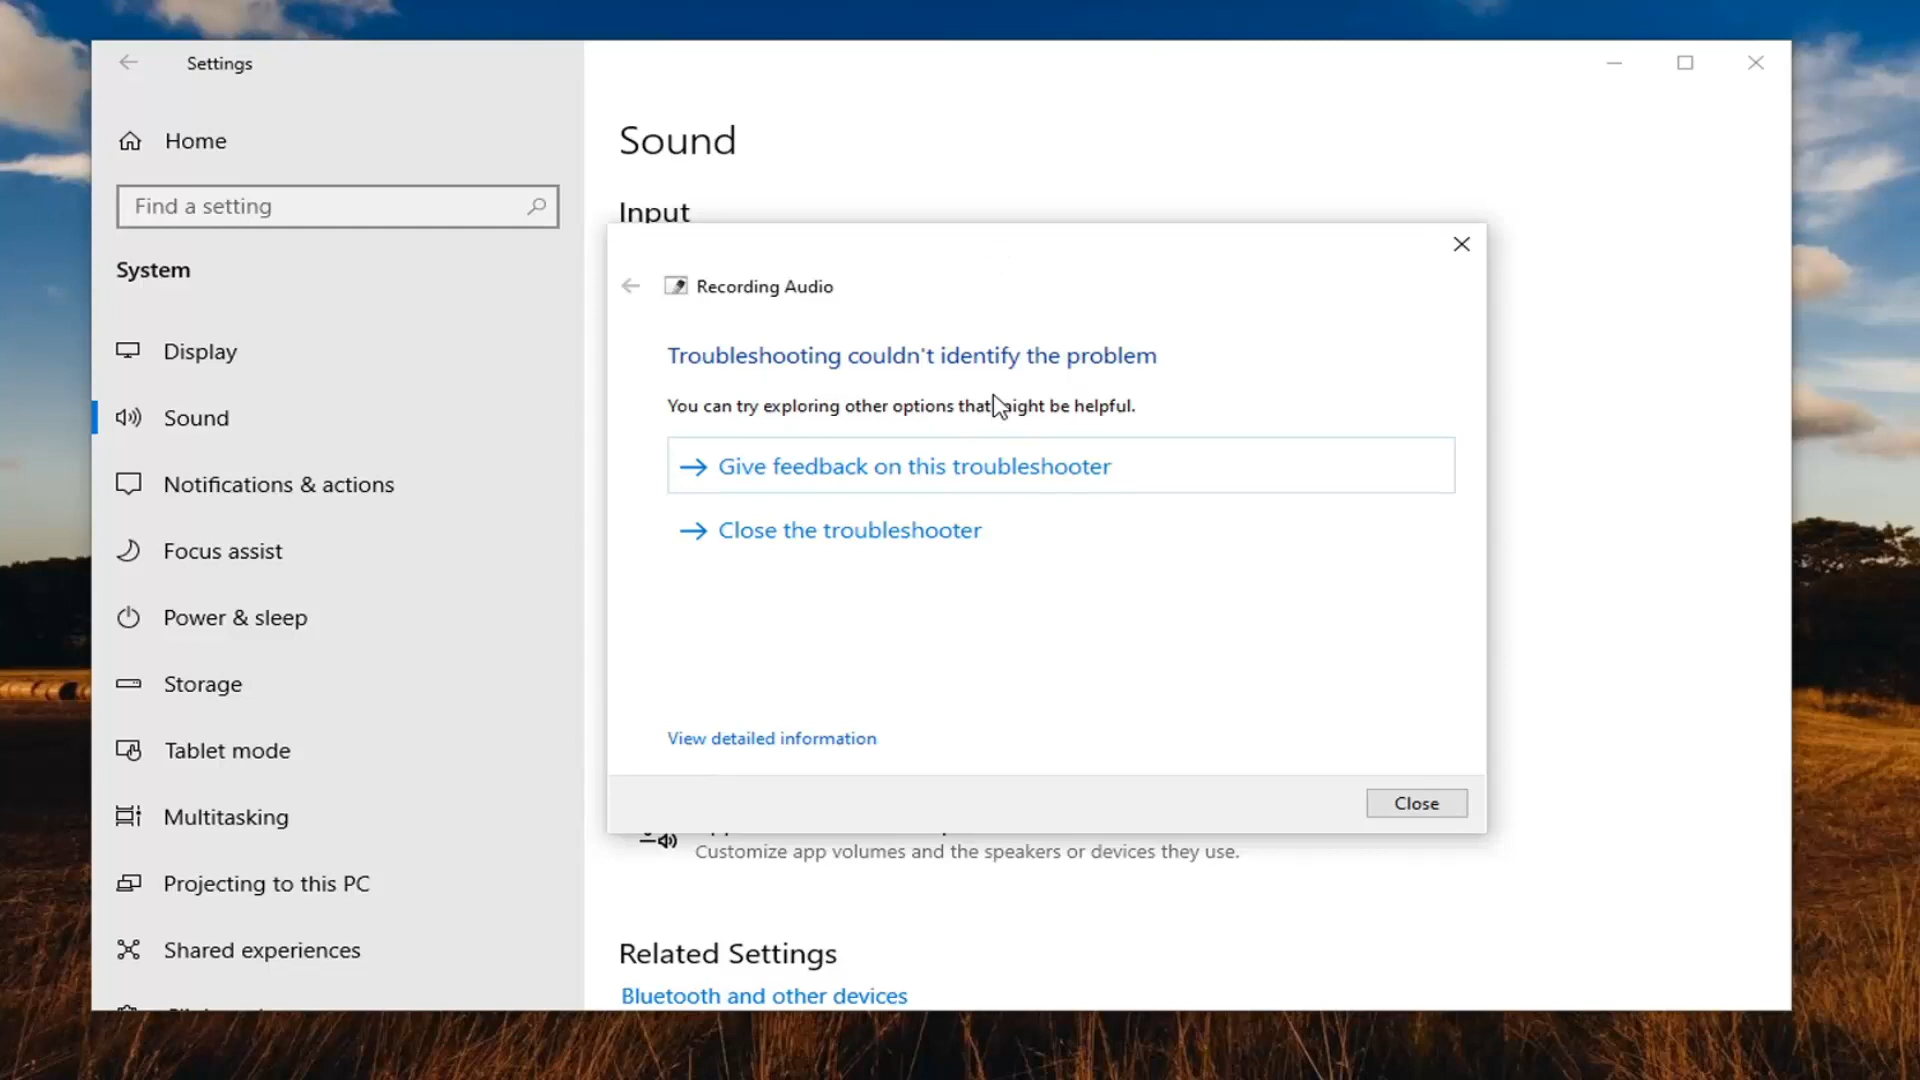 Settings
Home
Find a setting
System
Display
Sound
Notifications & actions
Focus assist
Power & sleep
Storage
Tablet mode
Multitasking
Projecting to this PC
Shared experiences
Sound
Input
Recording Audio
Troubleshooting couldn't identify the problem
You can try exploring other options that might be helpful.
Give feedback on this troubleshooter
Close the troubleshooter
View detailed information
Close
Customize app volumes and the speakers or devices they use.
Related Settings
Bluetooth and other devices